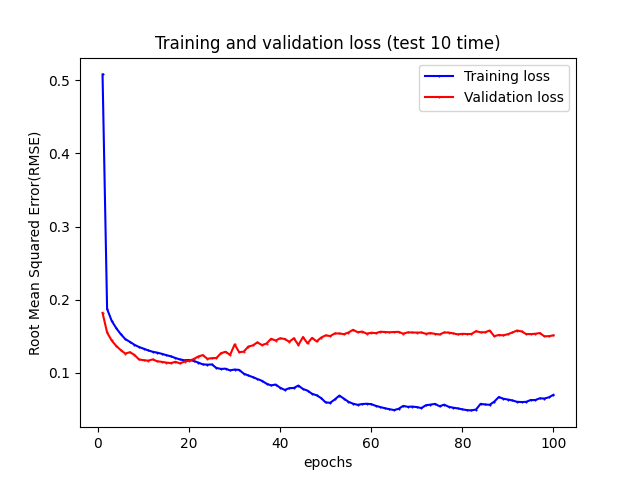 Training and validation loss (test 10 time)
Training loss
Validation loss
Root Mean Squared Error(RMSE)
0.5
0.4
0.3
0.2
0.1
0 20 40 60 80 100
epochs